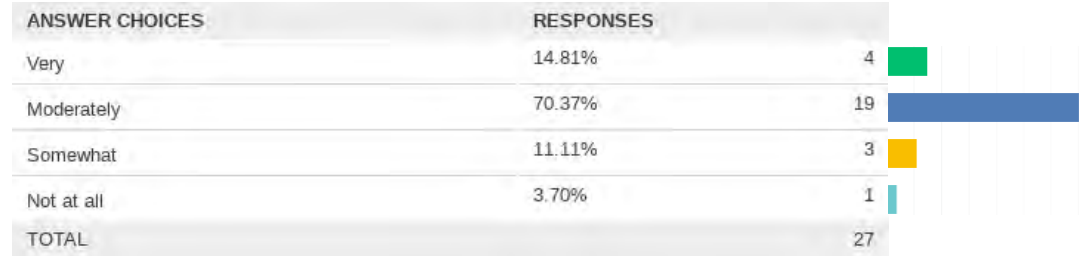 ANSWER CHOICES RESPONSES
Very 14.81% 4
Moderately 70.37% 19
Somewhat 11.11% 3
Not at all 3.70% 1
TOTAL 27